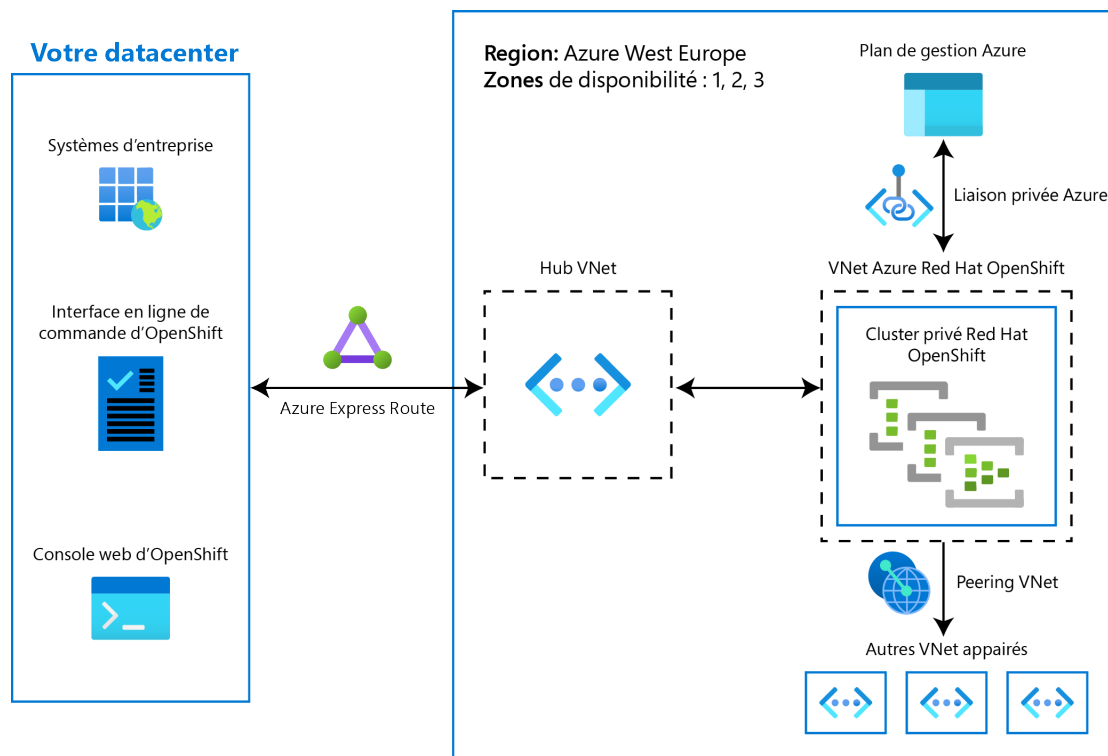 Votre datacenter
Systèmes d'entreprise
Interface en ligne de
commande d'OpenShift
Console web d'OpenShift
Azure Express Route
Region: Azure West Europe
Zones de disponibilité : 1, 2, 3
Hub VNet
Plan de gestion Azure
Liaison privée Azure
VNet Azure Red Hat OpenShift
Cluster privé Red Hat
OpenShift
Peering VNet
Autres VNet appairés